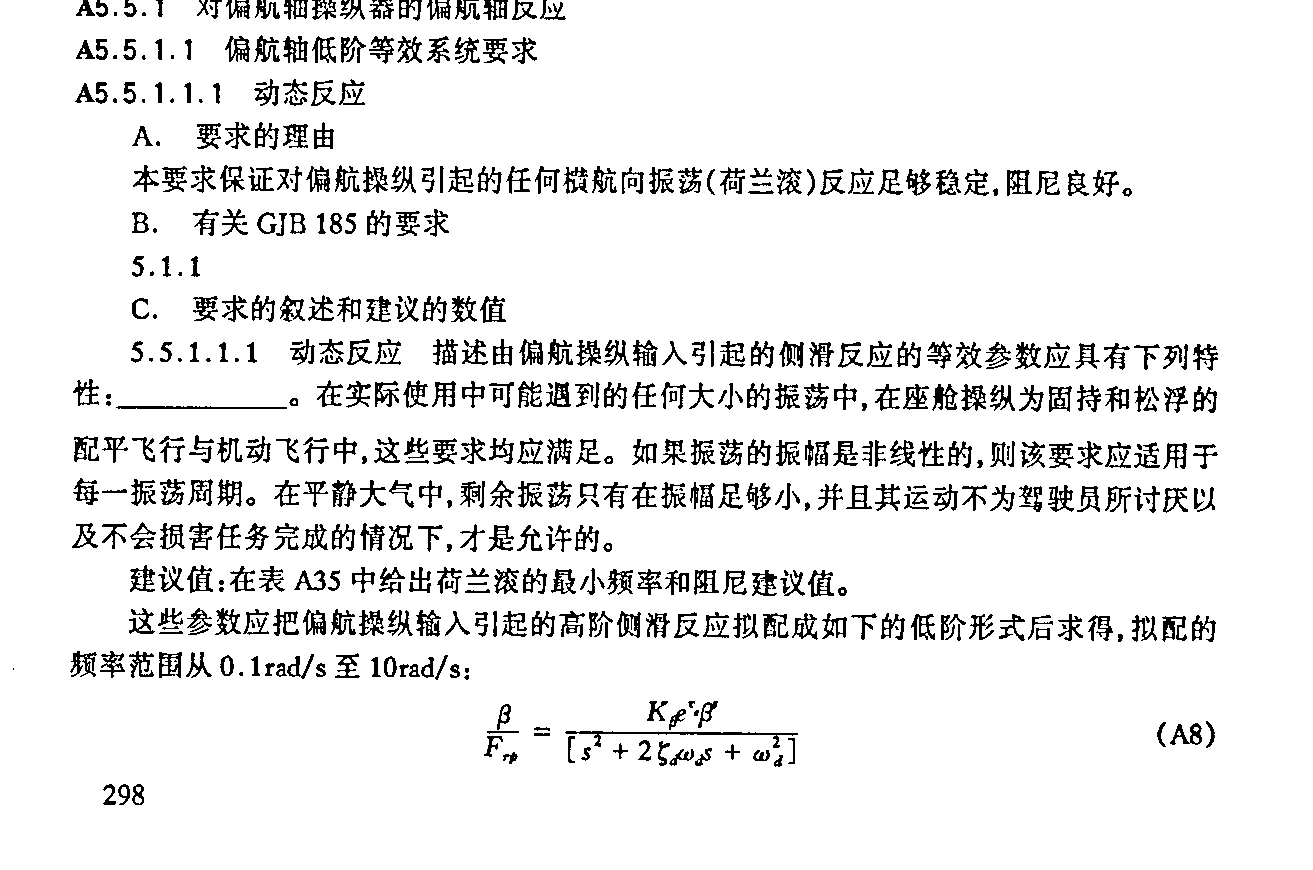 A5.5.1 对偏航轴操纵器的偏航轴反应
A5.5.1.1 偏航轴低阶等效系统要求
A5.5.1.1.1 动态反应
A. 要求的理由
本要求保证对偏航操纵引起的任何横航向振荡(荷兰滚)反应足够稳定,阻尼良好。
B. 有关 GJB 185 的要求
5.1.1
C. 要求的叙述和建议的数值
5.5.1.1.1 动态反应 描述由偏航操纵输入引起的侧滑反应的等效参数应具有下列特
性:____________。在实际使用中可能遇到的任何大小的振荡中,在座舱操纵为固持和松浮的
配平飞行与机动飞行中,这些要求均应满足。如果振荡的振幅是非线性的,则该要求应适用于
每一振荡周期。在平静大气中,剩余振荡只有在振幅足够小,并且其运动不为驾驶员所讨厌以
及不会损害任务完成的情况下,才是允许的。
建议值:在表 A35 中给出荷兰滚的最小频率和阻尼建议值。
这些参数应把偏航操纵输入引起的高阶侧滑反应拟配成如下的低阶形式后求得,拟配的
频率范围从 0.1rad/s 至 10rad/s:
β / F_rp = / [s² + 2ζ_dω_ds + ω_d²] (A8)
298